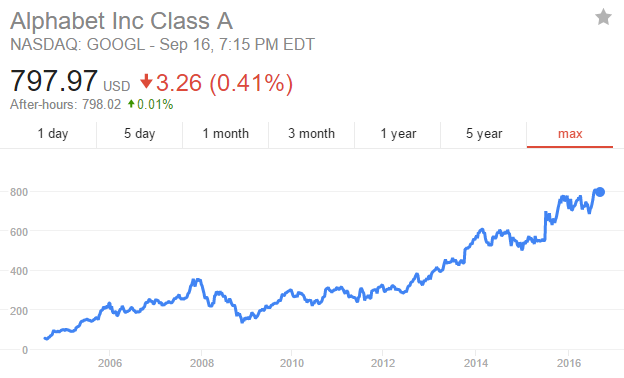 Alphabet Inc Class A
NASDAQ: GOOGL - Sep 16, 7:15 PM EDT
797.97 USD 3.26 (0.41%)
After-hours: 798.02 0.01%
1 day 5 day 1 month 3 month 1 year 5 year max
800
600
400
200
0
2006 2008 2010 2012 2014 2016